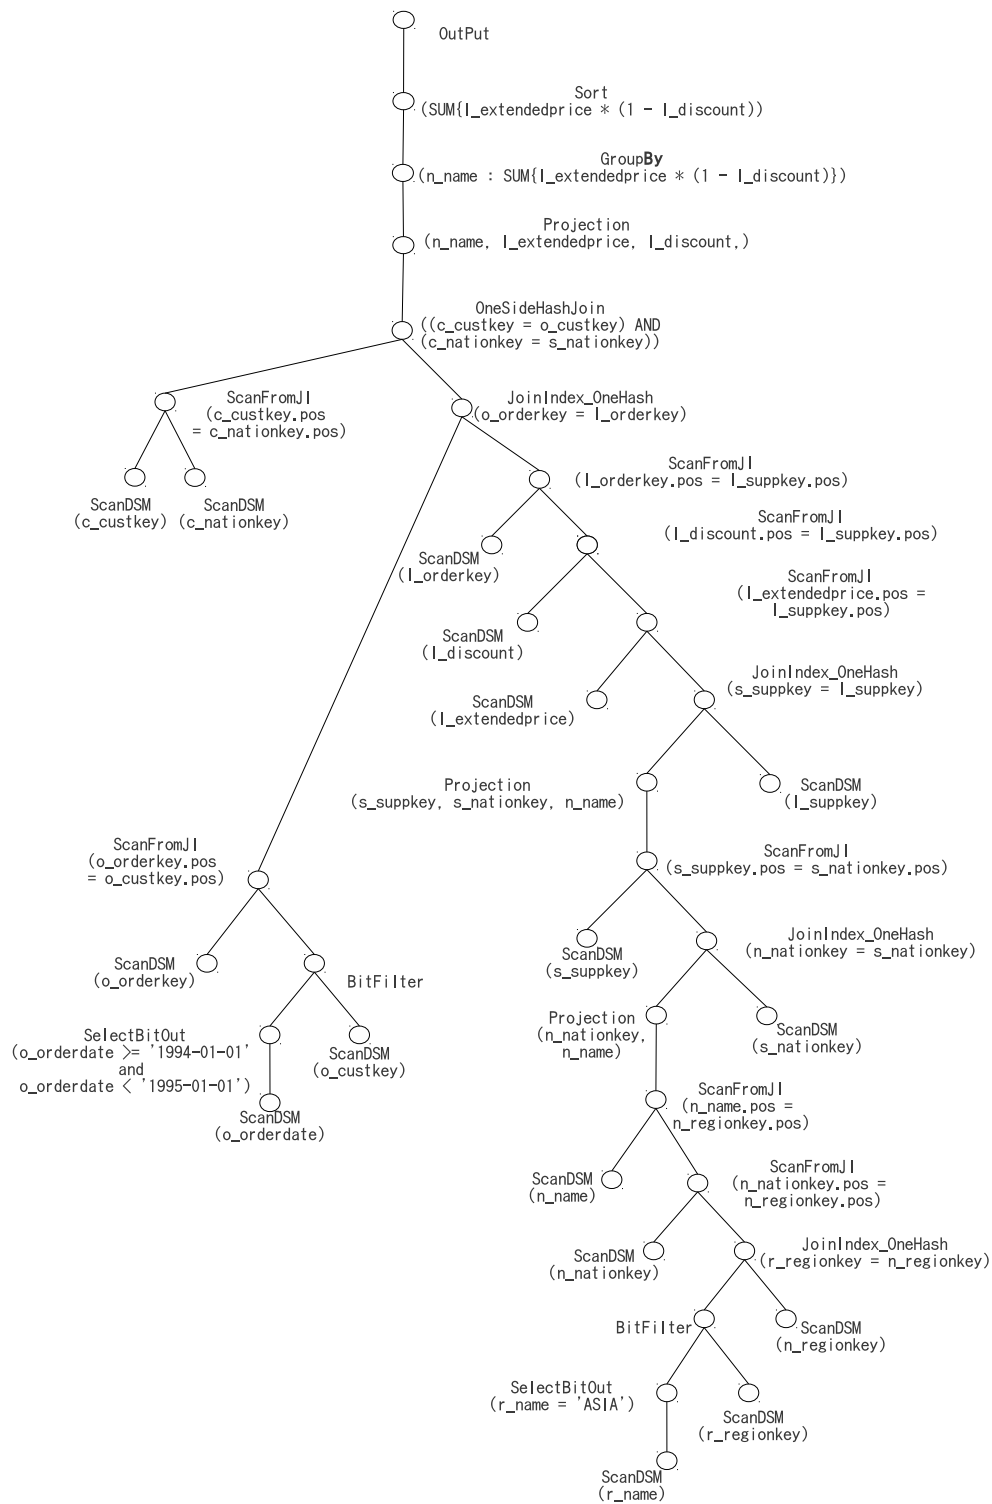 OutPut
Sort
(SUM{l_extendedprice * (1 - l_discount))
GroupBy
(n_name : SUM{l_extendedprice * (1 - l_discount)})
Projection
(n_name, l_extendedprice, l_discount,)
OneSideHashJoin
((c_custkey = o_custkey) AND
(c_nationkey = s_nationkey))
ScanFromJI
(c_custkey.pos
= c_nationkey.pos)
JoinIndex_OneHash
(o_orderkey = l_orderkey)
ScanDSM
(c_custkey)
ScanDSM
(c_nationkey)
ScanFromJI
(l_orderkey.pos = l_suppkey.pos)
ScanDSM
(l_orderkey)
ScanFromJI
(l_discount.pos = l_suppkey.pos)
ScanDSM
(l_discount)
ScanFromJI
(l_extendedprice.pos =
l_suppkey.pos)
ScanDSM
(l_extendedprice)
JoinIndex_OneHash
(s_suppkey = l_suppkey)
Projection
(s_suppkey, s_nationkey, n_name)
ScanDSM
(l_suppkey)
ScanFromJI
(o_orderkey.pos
= o_custkey.pos)
ScanFromJI
(s_suppkey.pos = s_nationkey.pos)
ScanDSM
(o_orderkey)
BitFilter
ScanDSM
(s_suppkey)
JoinIndex_OneHash
(n_nationkey = s_nationkey)
SelectBitOut
(o_orderdate >= '1994-01-01'
and
o_orderdate < '1995-01-01')
ScanDSM
(o_custkey)
ScanDSM
(o_orderdate)
Projection
(n_nationkey,
n_name)
ScanDSM
(s_nationkey)
ScanFromJI
(n_name.pos =
n_regionkey.pos)
ScanDSM
(n_name)
ScanFromJI
(n_nationkey.pos =
n_regionkey.pos)
ScanDSM
(n_nationkey)
JoinIndex_OneHash
(r_regionkey = n_regionkey)
BitFilter
ScanDSM
(n_regionkey)
SelectBitOut
(r_name = 'ASIA')
ScanDSM
(r_regionkey)
ScanDSM
(r_name)